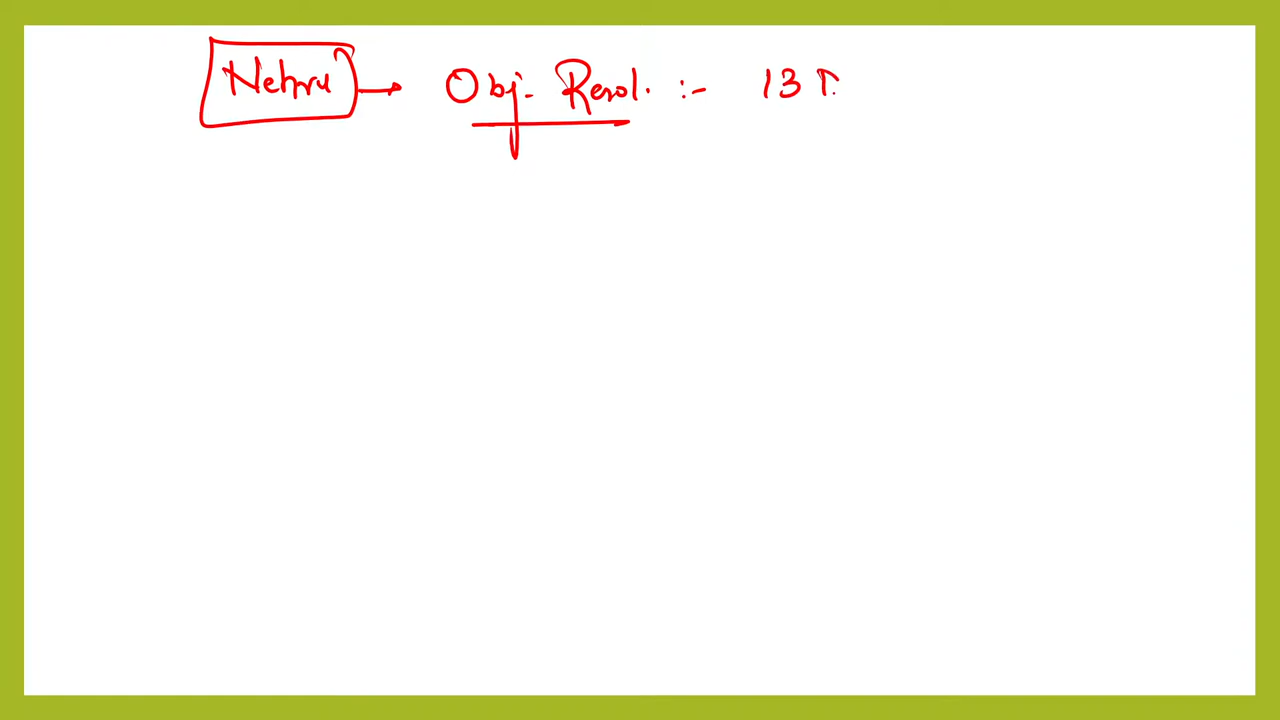 Nehru → Obj. Resol. :- 13